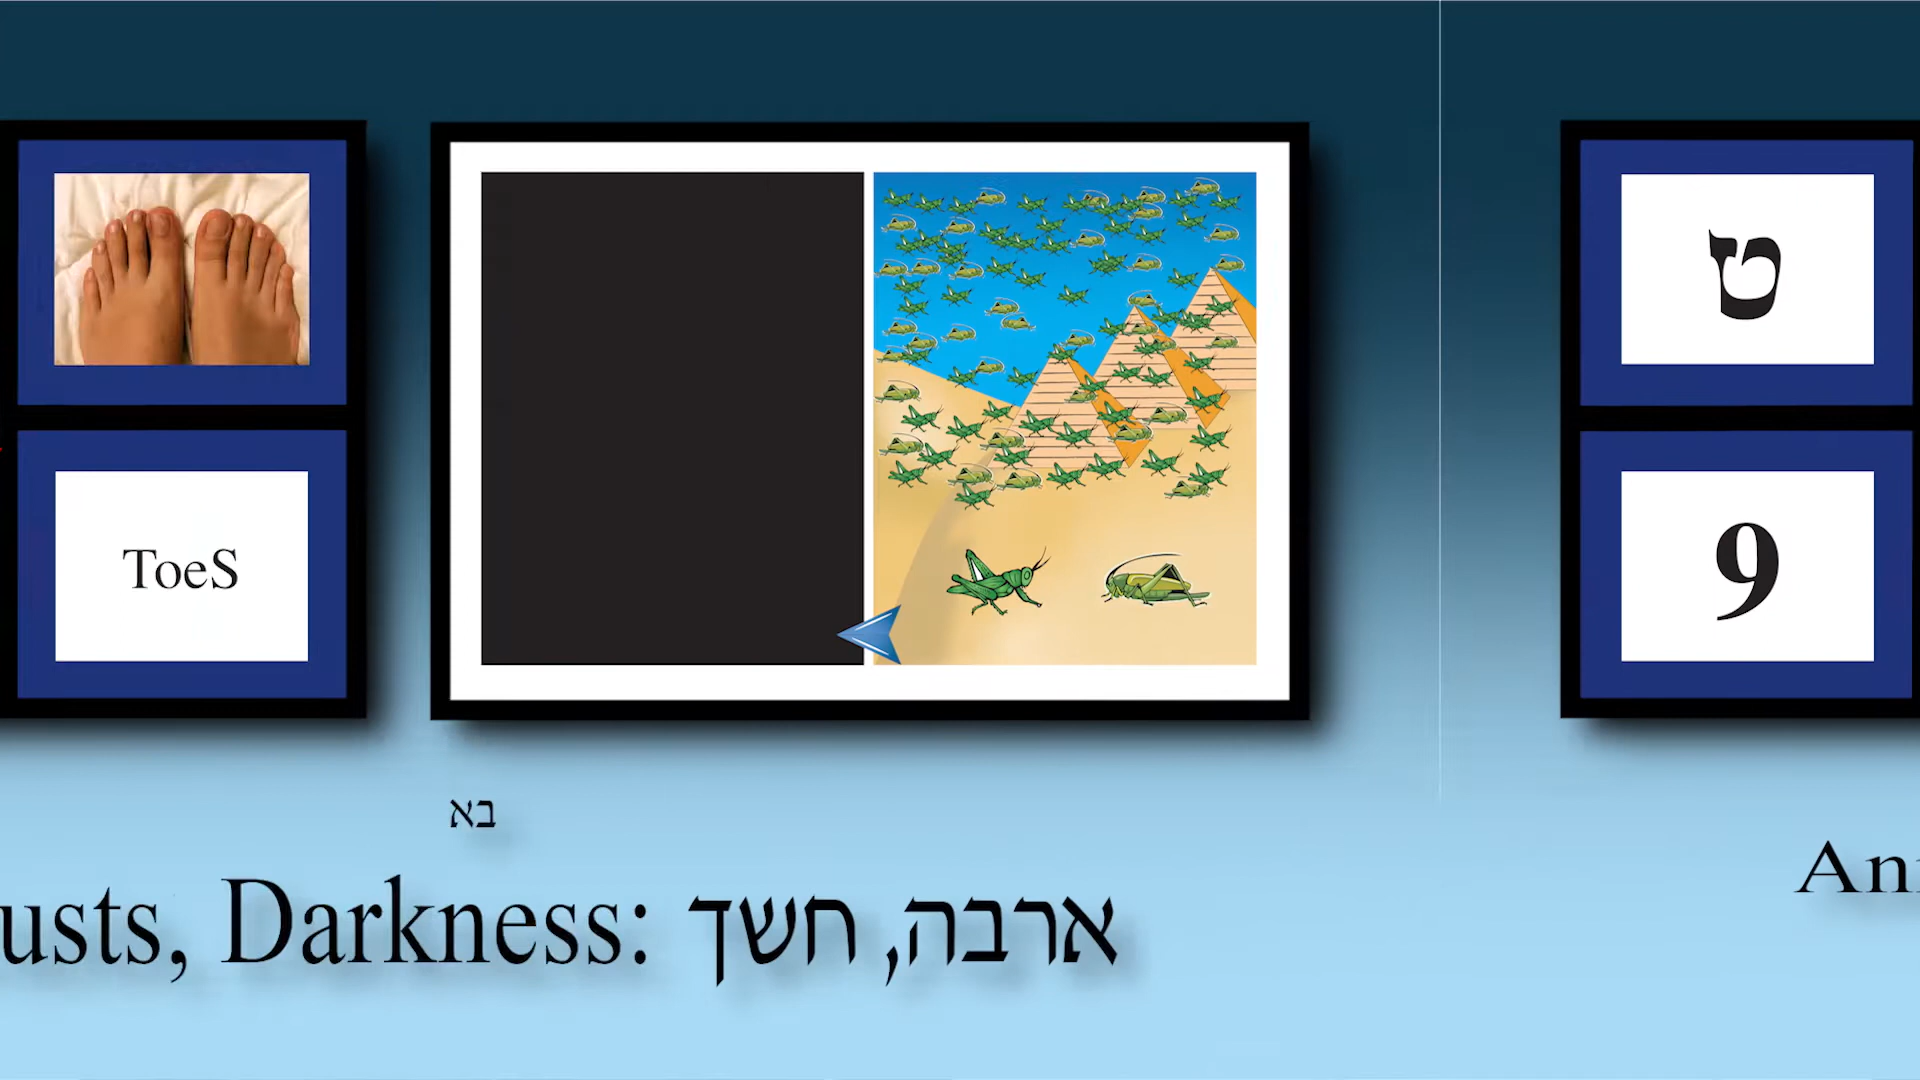 ToeS
בא
usts, Darkness: ארבה, חשך
ט
9
An